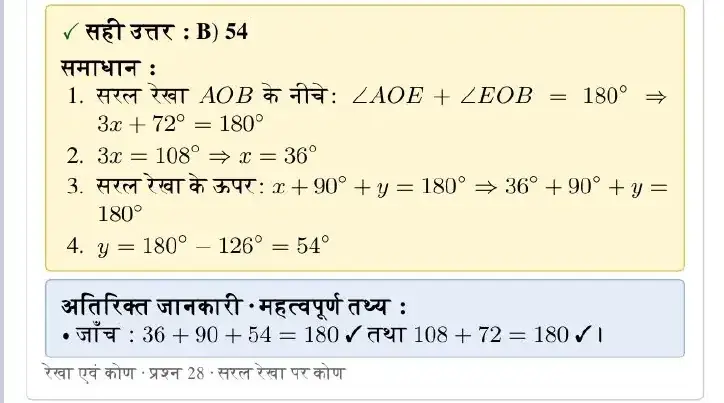 ✓ सही उत्तर : B) 54
समाधान :
1. सरल रेखा AOB के नीचे: ∠AOE + ∠EOB = 180° ⇒
3x + 72° = 180°
2. 3x = 108° ⇒ x = 36°
3. सरल रेखा के ऊपर: x + 90° + y = 180° ⇒ 36° + 90° + y =
180°
4. y = 180° − 126° = 54°
अतिरिक्त जानकारी · महत्वपूर्ण तथ्य :
• जाँच : 36 + 90 + 54 = 180 ✓ तथा 108 + 72 = 180 ✓।
रेखा एवं कोण · प्रश्न 28 · सरल रेखा पर कोण